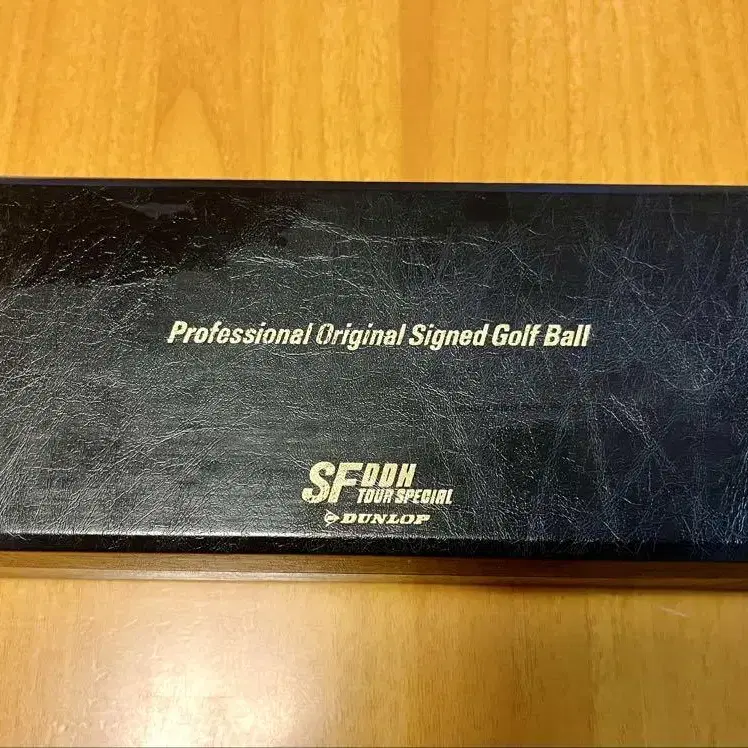 Professional Original Signed Golf Ball
SF DDH
TOUR SPECIAL
DUNLOP